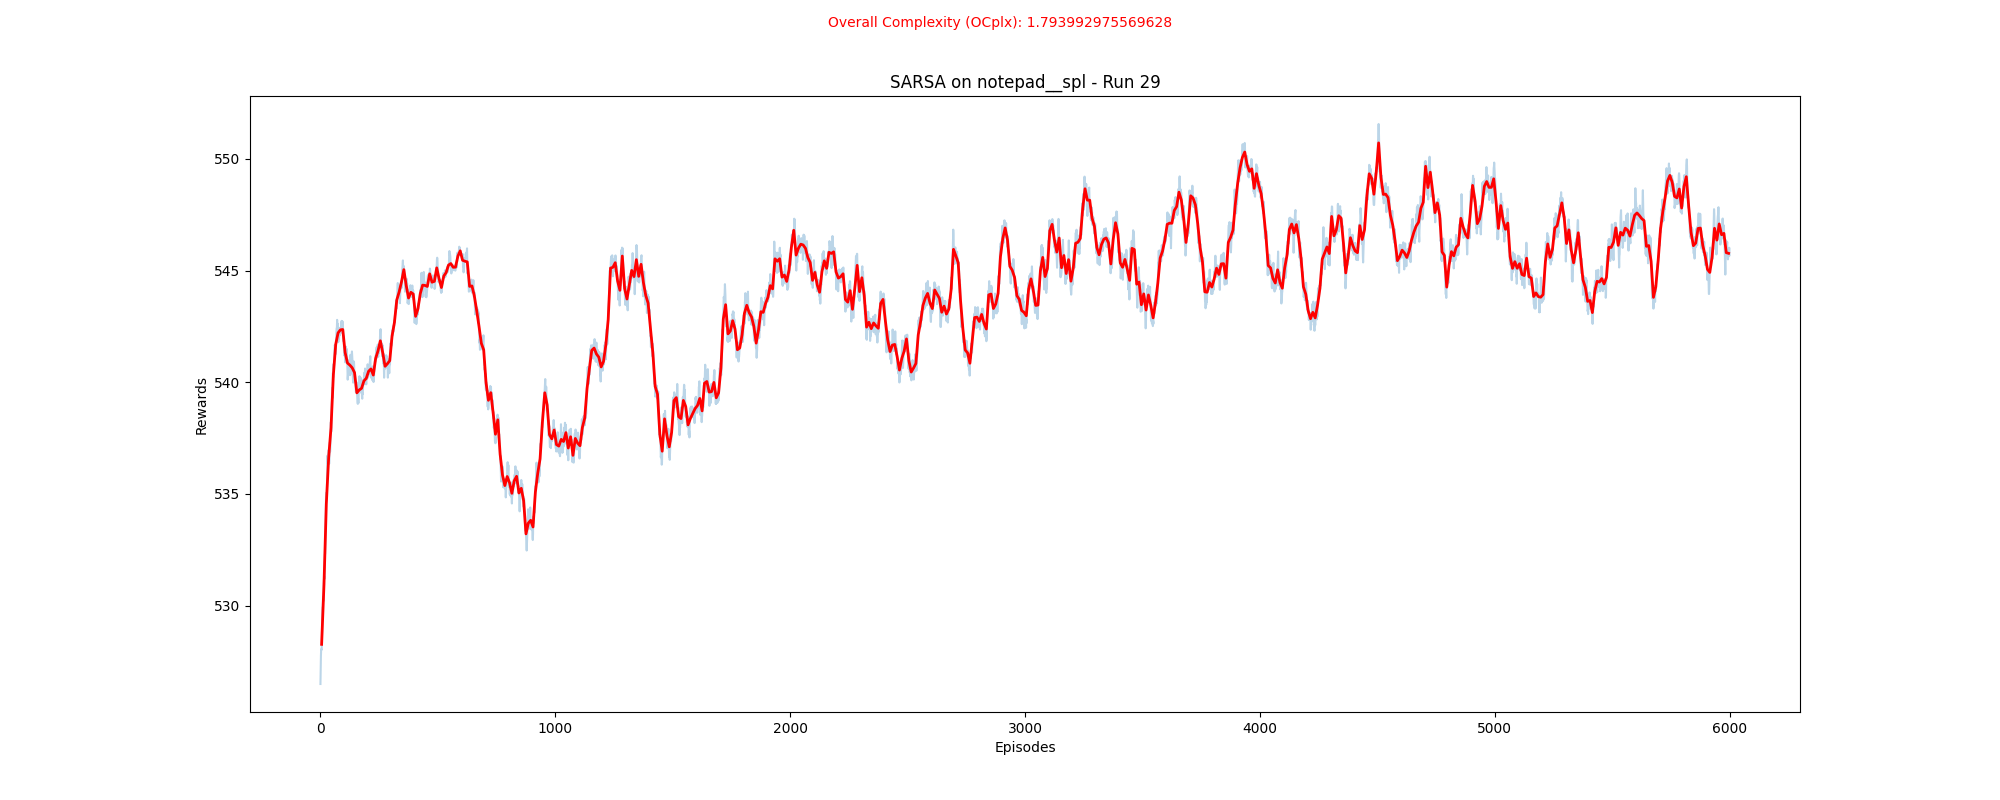 Overall Complexity (OCplx): 1.793992975569628
SARSA on notepad__spl - Run 29
550
545
540
535
530
Rewards
0 1000 2000 3000 4000 5000 6000
Episodes